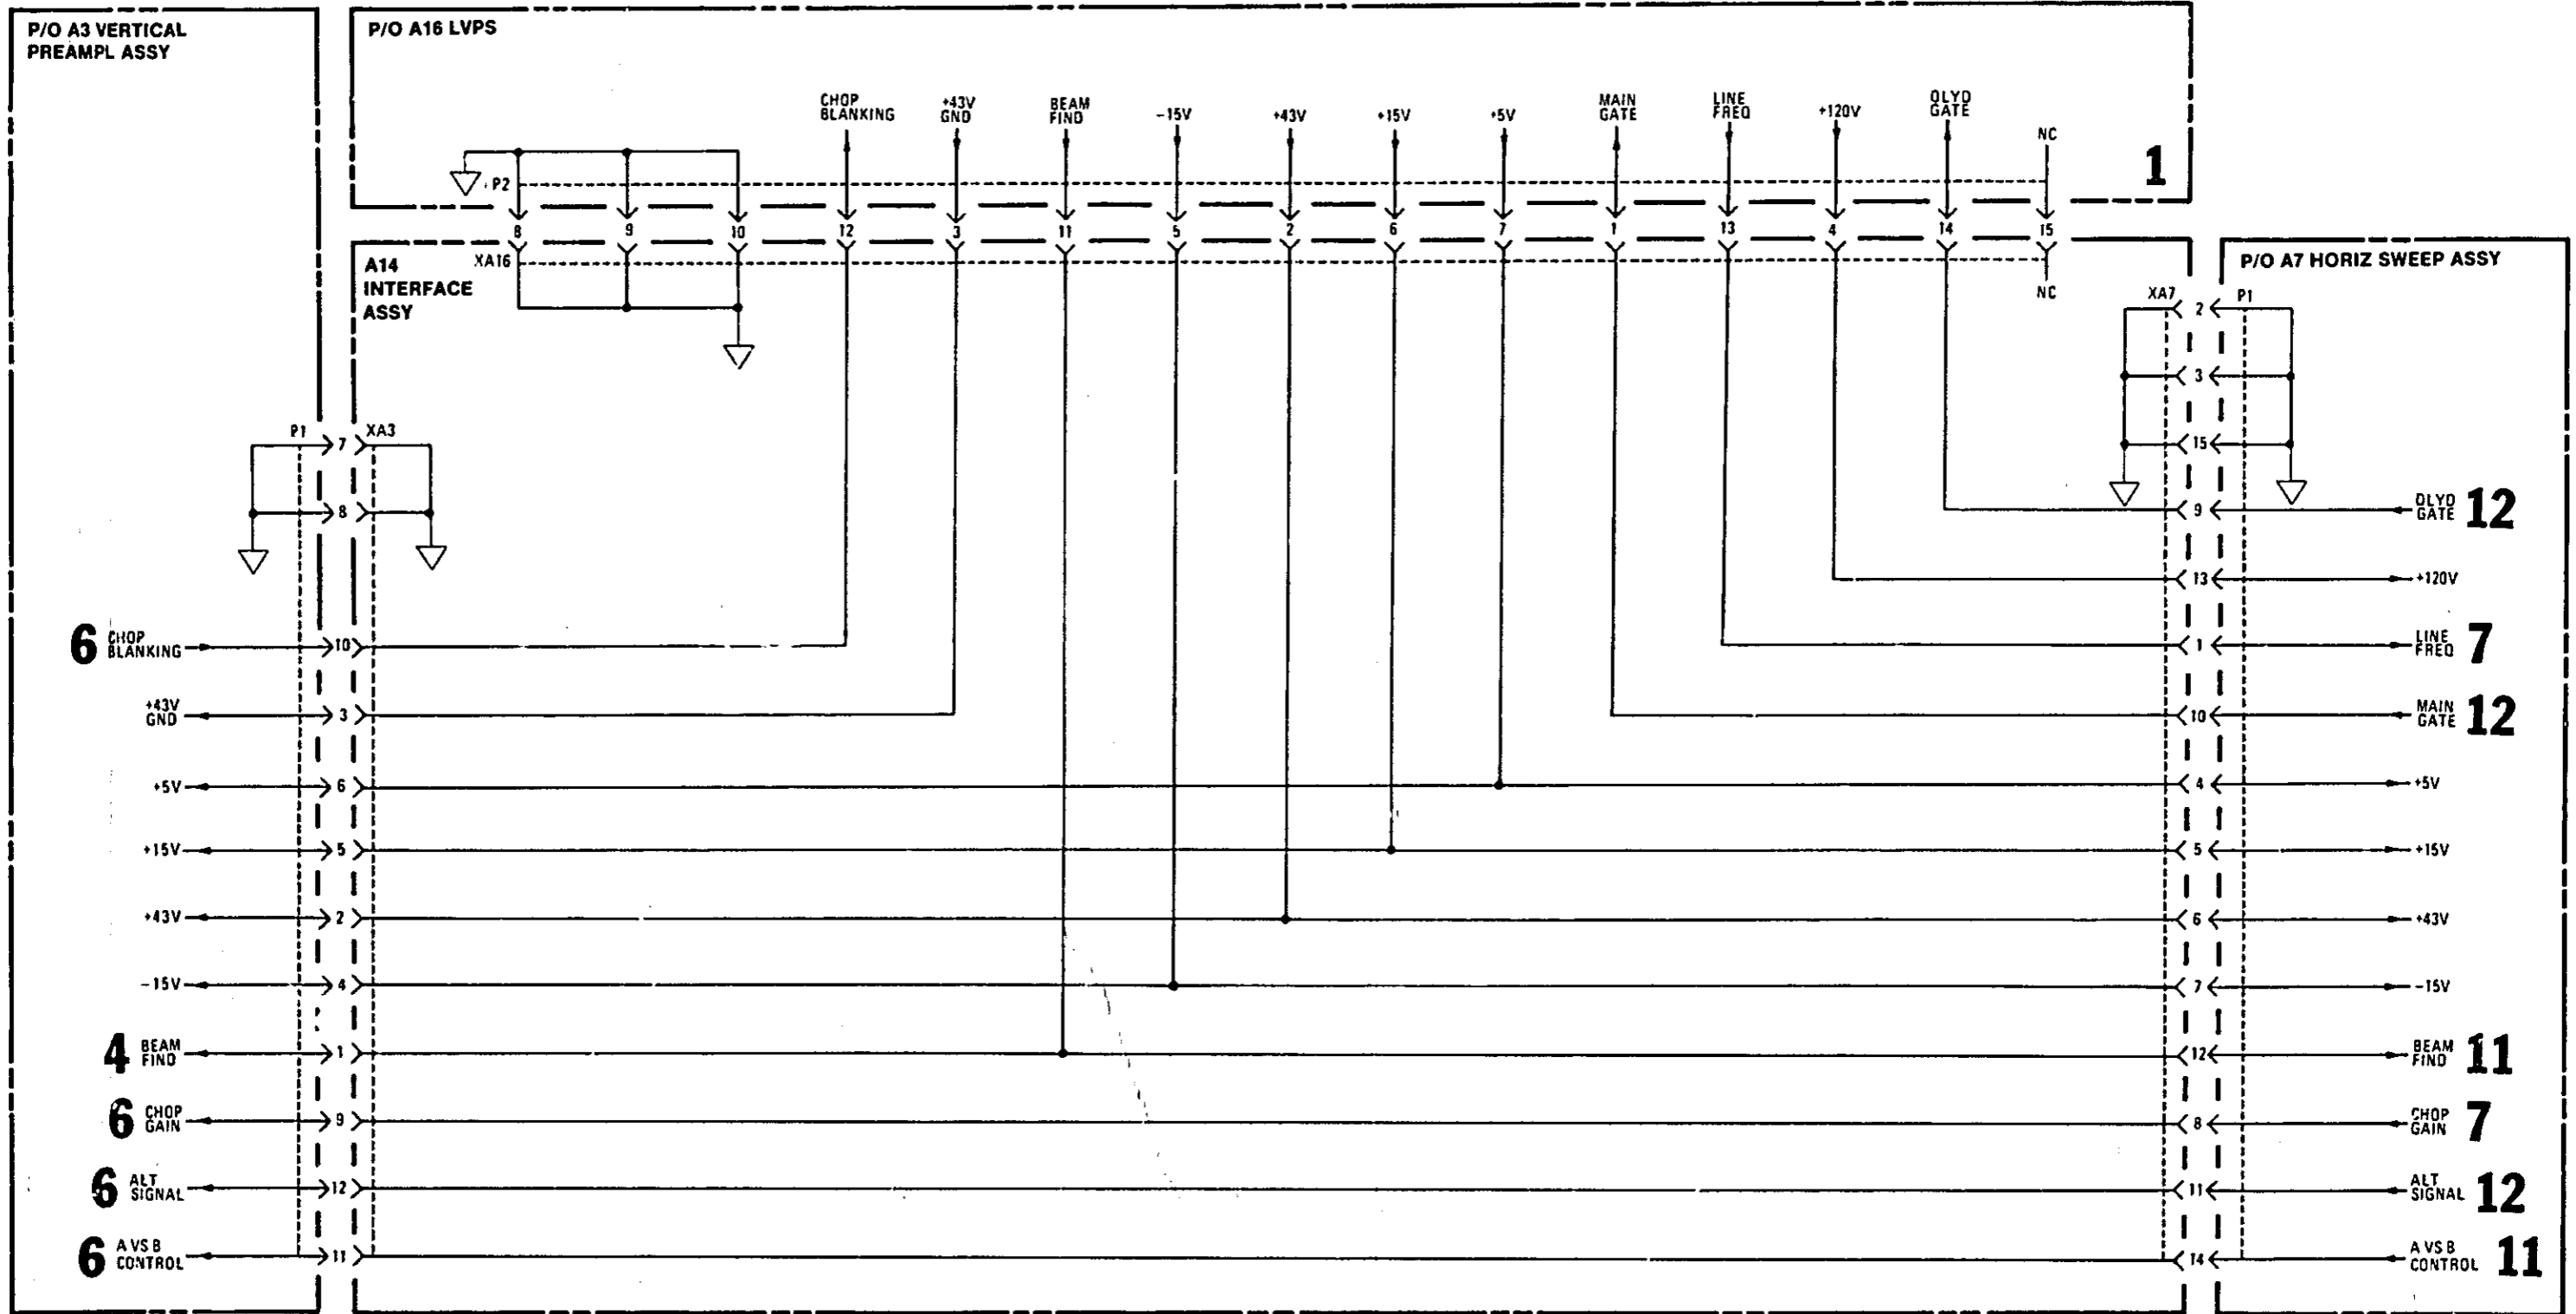 P/O A3 VERTICAL
PREAMPL ASSY
P/O A16 LVPS
CHOP
BLANKING
+43V
GND
BEAM
FIND
-15V
+43V
+15V
+5V
MAIN
GATE
LINE
FREQ
+120V
DLYD
GATE
NC
1
P2
8
9
10
12
3
11
5
2
6
7
1
13
4
14
15
XA16
NC
A14
INTERFACE
ASSY
P/O A7 HORIZ SWEEP ASSY
XA7
2
P1
3
15
P1
7
XA3
8
9
DLYD
GATE
12
13
+120V
6
CHOP
BLANKING
10
1
LINE
FREQ
7
+43V
GND
3
10
MAIN
GATE
12
+5V
6
4
+5V
+15V
5
5
+15V
+43V
2
6
+43V
-15V
4
7
-15V
4
BEAM
FIND
1
12
BEAM
FIND
11
6
CHOP
GAIN
9
8
CHOP
GAIN
7
6
ALT
SIGNAL
12
11
ALT
SIGNAL
12
6
A VS B
CONTROL
11
14
A VS B
CONTROL
11